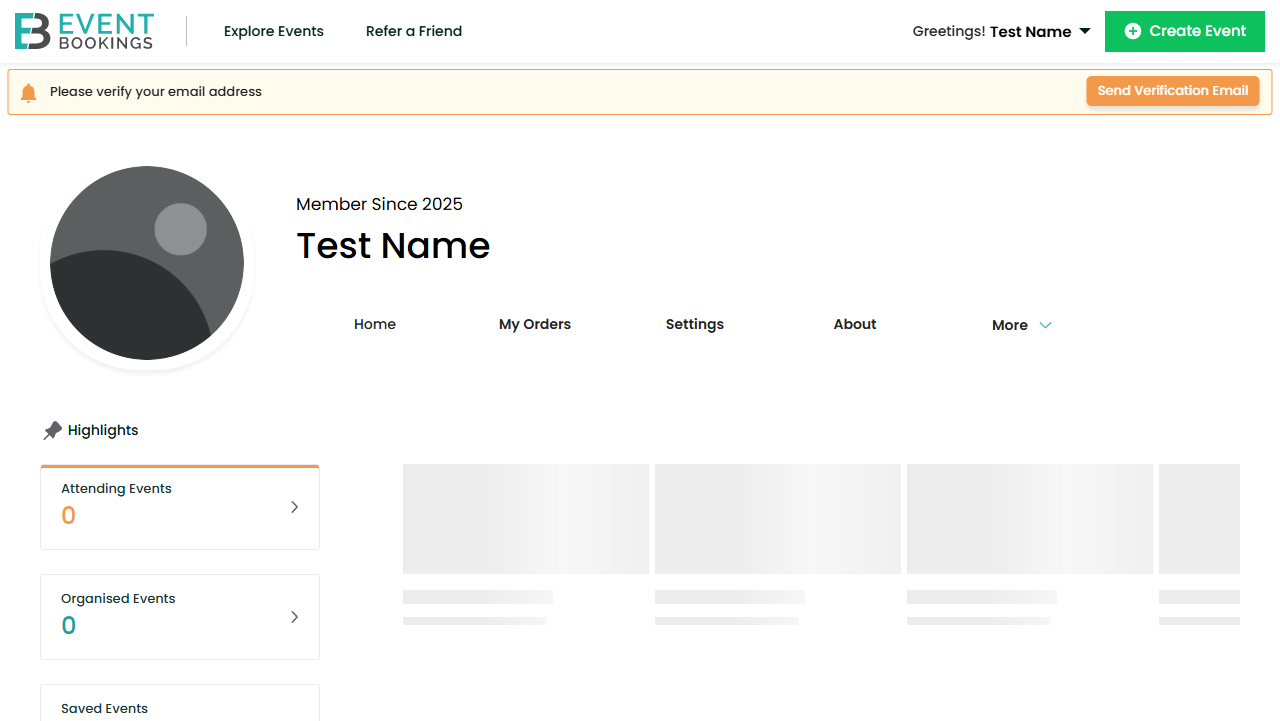 EVENT
BOOKINGS
Explore Events
Refer a Friend
Greetings! Test Name
Create Event
Please verify your email address
Send Verification Email
Member Since 2025
Test Name
Home
My Orders
Settings
About
More
Highlights
Attending Events
0
Organised Events
0
Saved Events